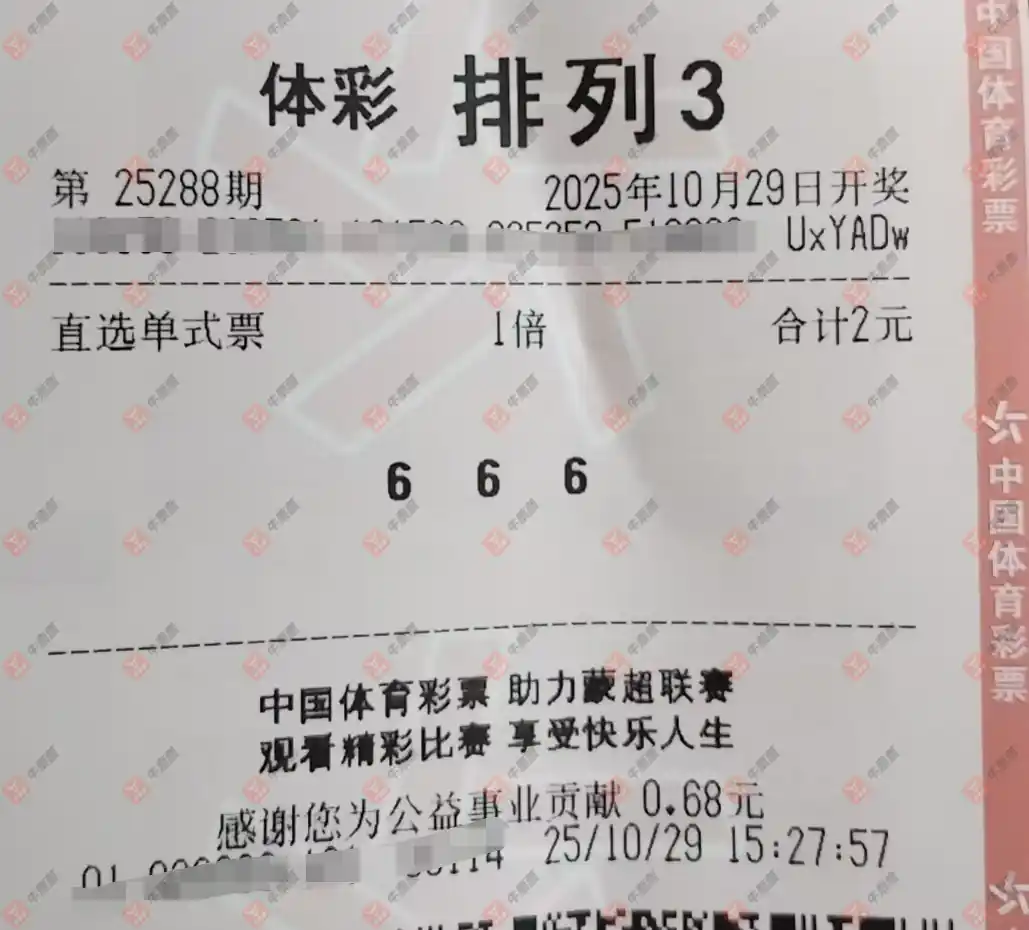 体彩 排列3
第 25288期 2025年10月29日开奖
UxYADw
直选单式票 1倍 合计2元
6 6 6
中国体育彩票 助力蒙超联赛
观看精彩比赛 享受快乐人生
感谢您为公益事业贡献 0.68元
25/10/29 15:27:57
中国体育彩票
中国体育彩票